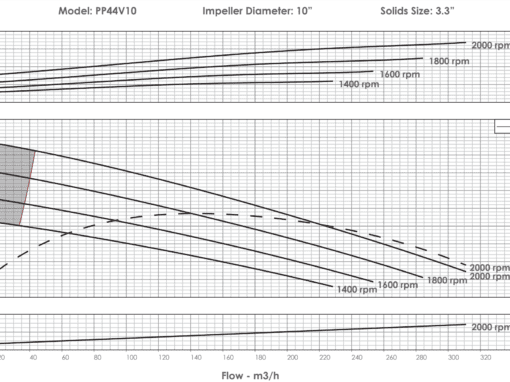 Model: PP44V10 Impeller Diameter: 10" Solids Size: 3.3"
2000 rpm
1800 rpm
1600 rpm
1400 rpm
2000 rpm
2000 rpm
1800 rpm
1600 rpm
1400 rpm
2000 rpm
20 40 60 80 100 120 140 160 180 200 220 240 260 280 300 320
Flow - m3/h